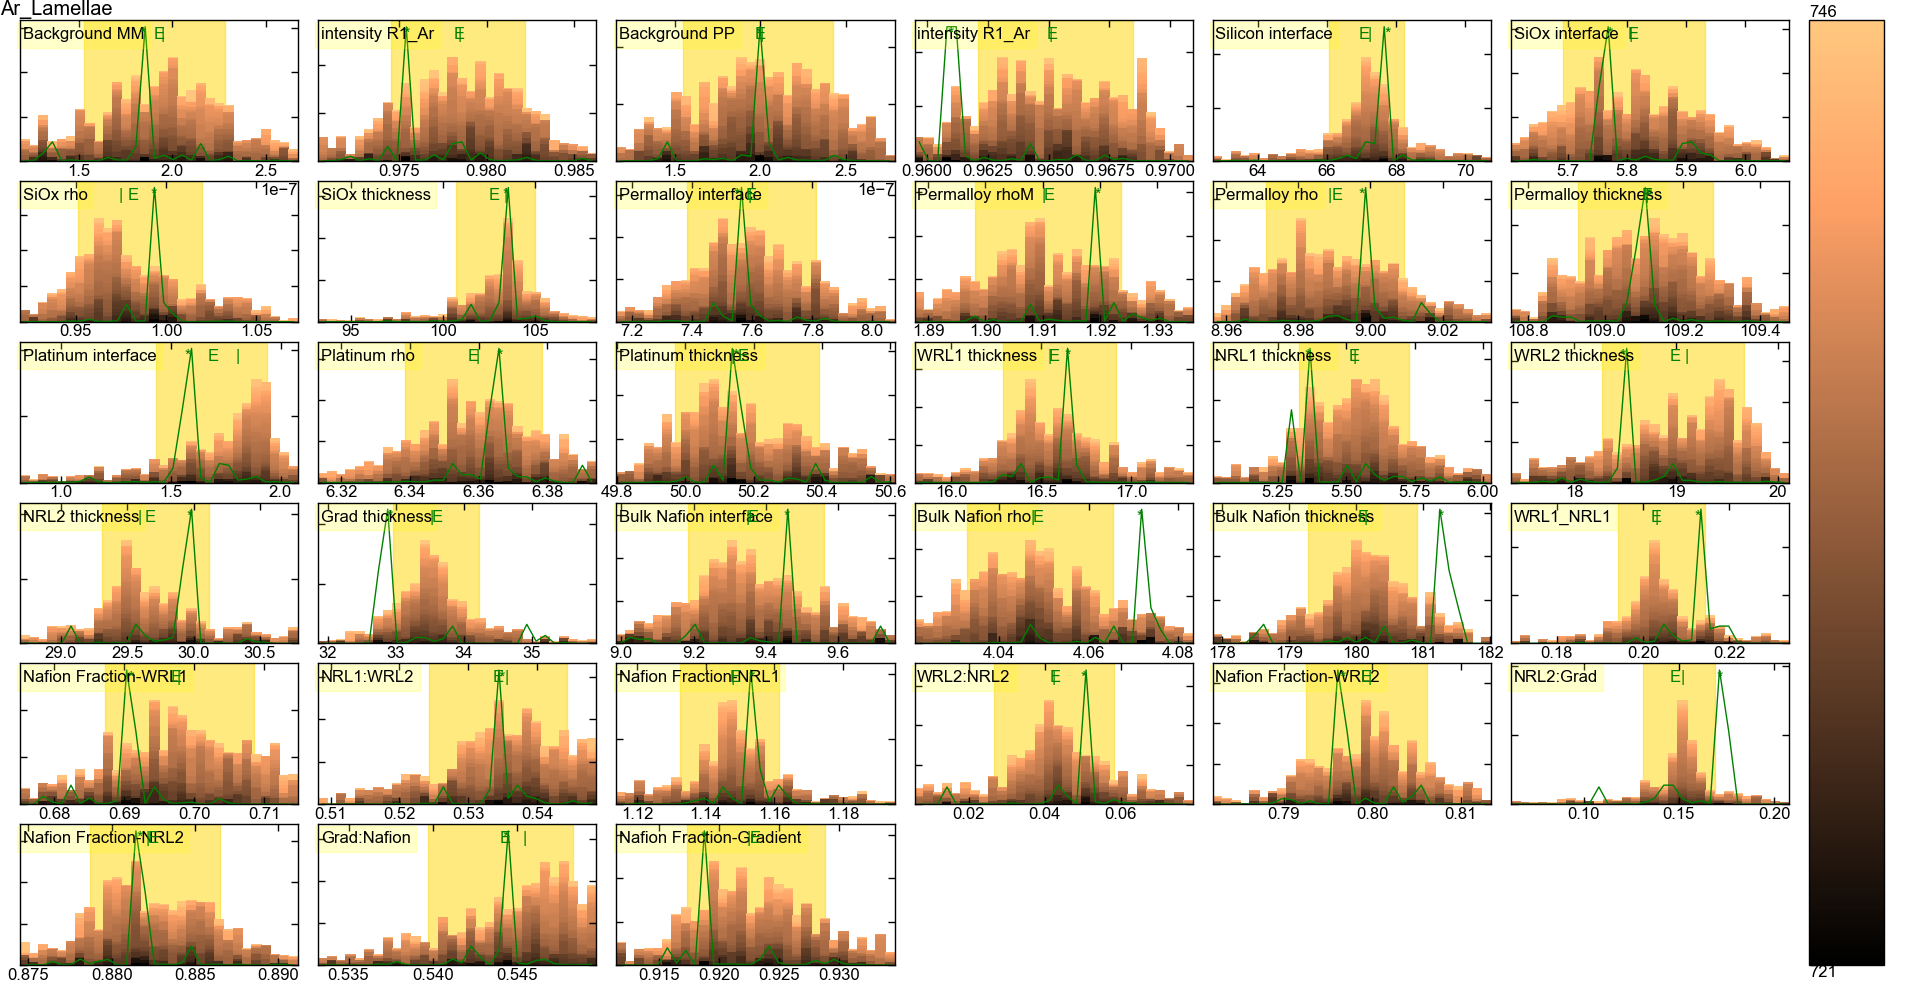 Ar_Lamellae
746
Background MM E|
intensity R1_Ar E|
Background PP E
intensity R1_Ar E|
Silicon interface E| *
SiOx interface E|
1.5 2.0 2.5
0.975 0.980 0.985
1.5 2.0 2.5
0.9600 0.9625 0.9650 0.9675 0.9700
64 66 68 70
5.7 5.8 5.9 6.0
SiOx rho | E * 1e−7
SiOx thickness E |
Permalloy interface E 1e−7
Permalloy rhoM |E *
Permalloy rho |E *
Permalloy thickness
0.95 1.00 1.05
95 100 105
7.2 7.4 7.6 7.8 8.0
1.89 1.90 1.91 1.92 1.93
8.96 8.98 9.00 9.02
108.8 109.0 109.2 109.4
Platinum interface * E |
Platinum rho E| *
Platinum thickness E
WRL1 thickness |E *
NRL1 thickness E|
WRL2 thickness * E |
1.0 1.5 2.0
6.32 6.34 6.36 6.38
49.8 50.0 50.2 50.4 50.6
16.0 16.5 17.0
5.25 5.50 5.75 6.00
18 19 20
NRL2 thickness | E *
Grad thickness |E
Bulk Nafion interface E *
Bulk Nafion rho |E *
Bulk Nafion thickness E *
WRL1_NRL1 E| *
29.0 29.5 30.0 30.5
32 33 34 35
9.0 9.2 9.4 9.6
4.04 4.06 4.08
178 179 180 181 182
0.18 0.20 0.22
Nafion Fraction-WRL1 * E|
NRL1:WRL2 E |
Nafion Fraction-NRL1 E *
WRL2:NRL2 E *
Nafion Fraction-WRL2 E|
NRL2:Grad E| *
0.68 0.69 0.70 0.71
0.51 0.52 0.53 0.54
1.12 1.14 1.16 1.18
0.02 0.04 0.06
0.79 0.80 0.81
0.10 0.15 0.20
Nafion Fraction-NRL2 E
Grad:Nafion E |
Nafion Fraction-Gradient |E
0.875 0.880 0.885 0.890
0.535 0.540 0.545
0.915 0.920 0.925 0.930
721